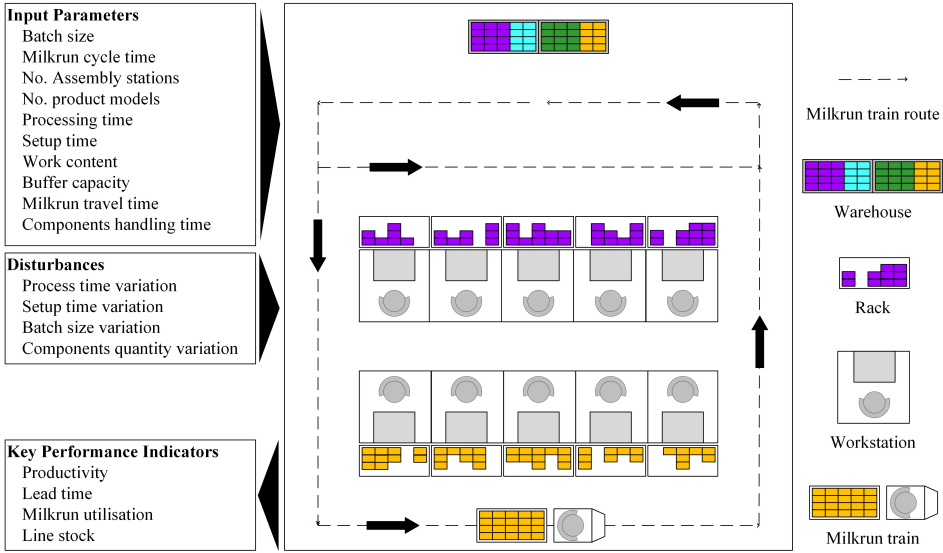 Input Parameters
Batch size
Milkrun cycle time
No. Assembly stations
No. product models
Processing time
Setup time
Work content
Buffer capacity
Milkrun travel time
Components handling time
Disturbances
Process time variation
Setup time variation
Batch size variation
Components quantity variation
Key Performance Indicators
Productivity
Lead time
Milkrun utilisation
Line stock
Milkrun train route
Warehouse
Rack
Workstation
Milkrun train